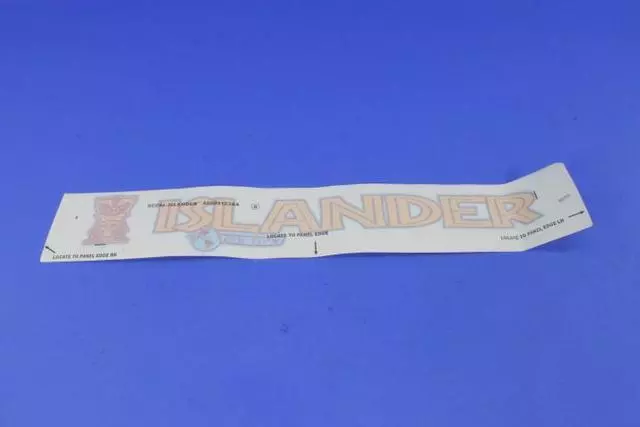 DECAL-ISLANDER
ISLANDER
LOCATE TO PANEL EDGE
LOCATE TO PANEL EDGE RH
LOCATE TO PANEL EDGE LH